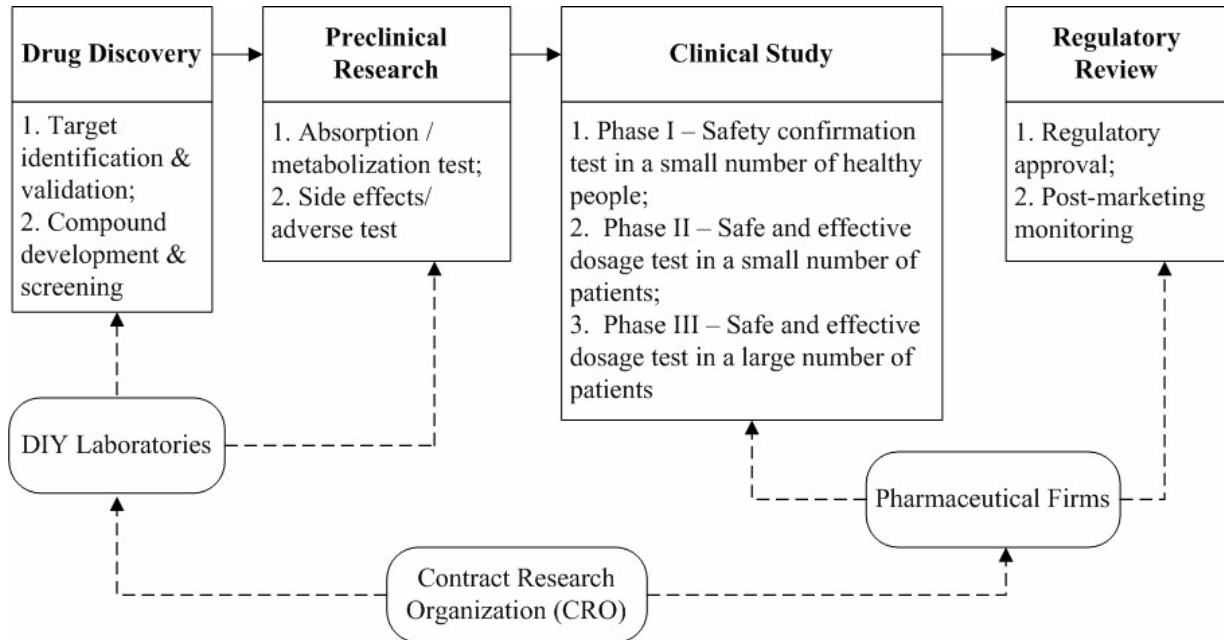 Drug Discovery
1. Target
identification &
validation;
2. Compound
development &
screening
Preclinical
Research
1. Absorption /
metabolization test;
2. Side effects/
adverse test
Clinical Study
1. Phase I – Safety confirmation
test in a small number of healthy
people;
2.  Phase II – Safe and effective
dosage test in a small number of
patients;
3.  Phase III – Safe and effective
dosage test in a large number of
patients
Regulatory
Review
1. Regulatory
approval;
2. Post-marketing
monitoring
DIY Laboratories
Pharmaceutical Firms
Contract Research
Organization (CRO)